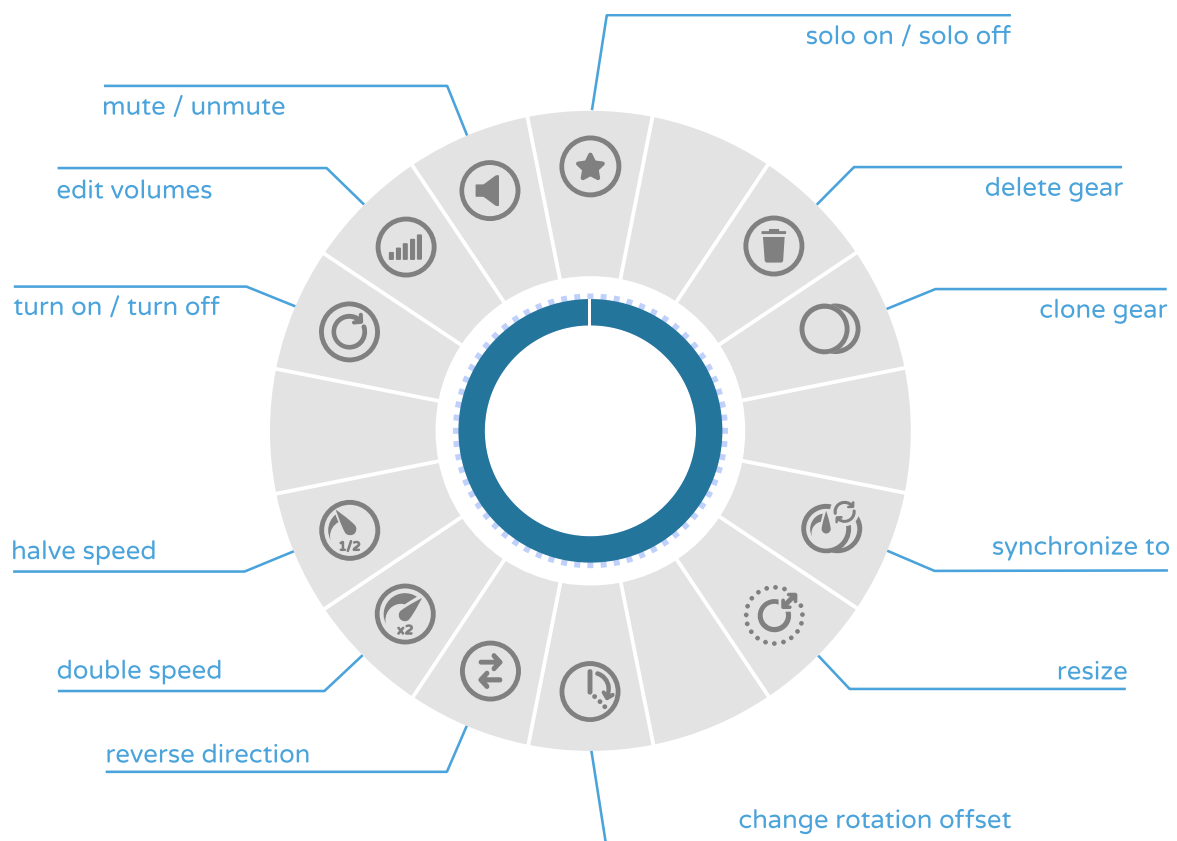 solo on / solo off
mute / unmute
edit volumes
delete gear
turn on / turn off
clone gear
1/2
halve speed
synchronize to
x2
double speed
resize
reverse direction
change rotation offset